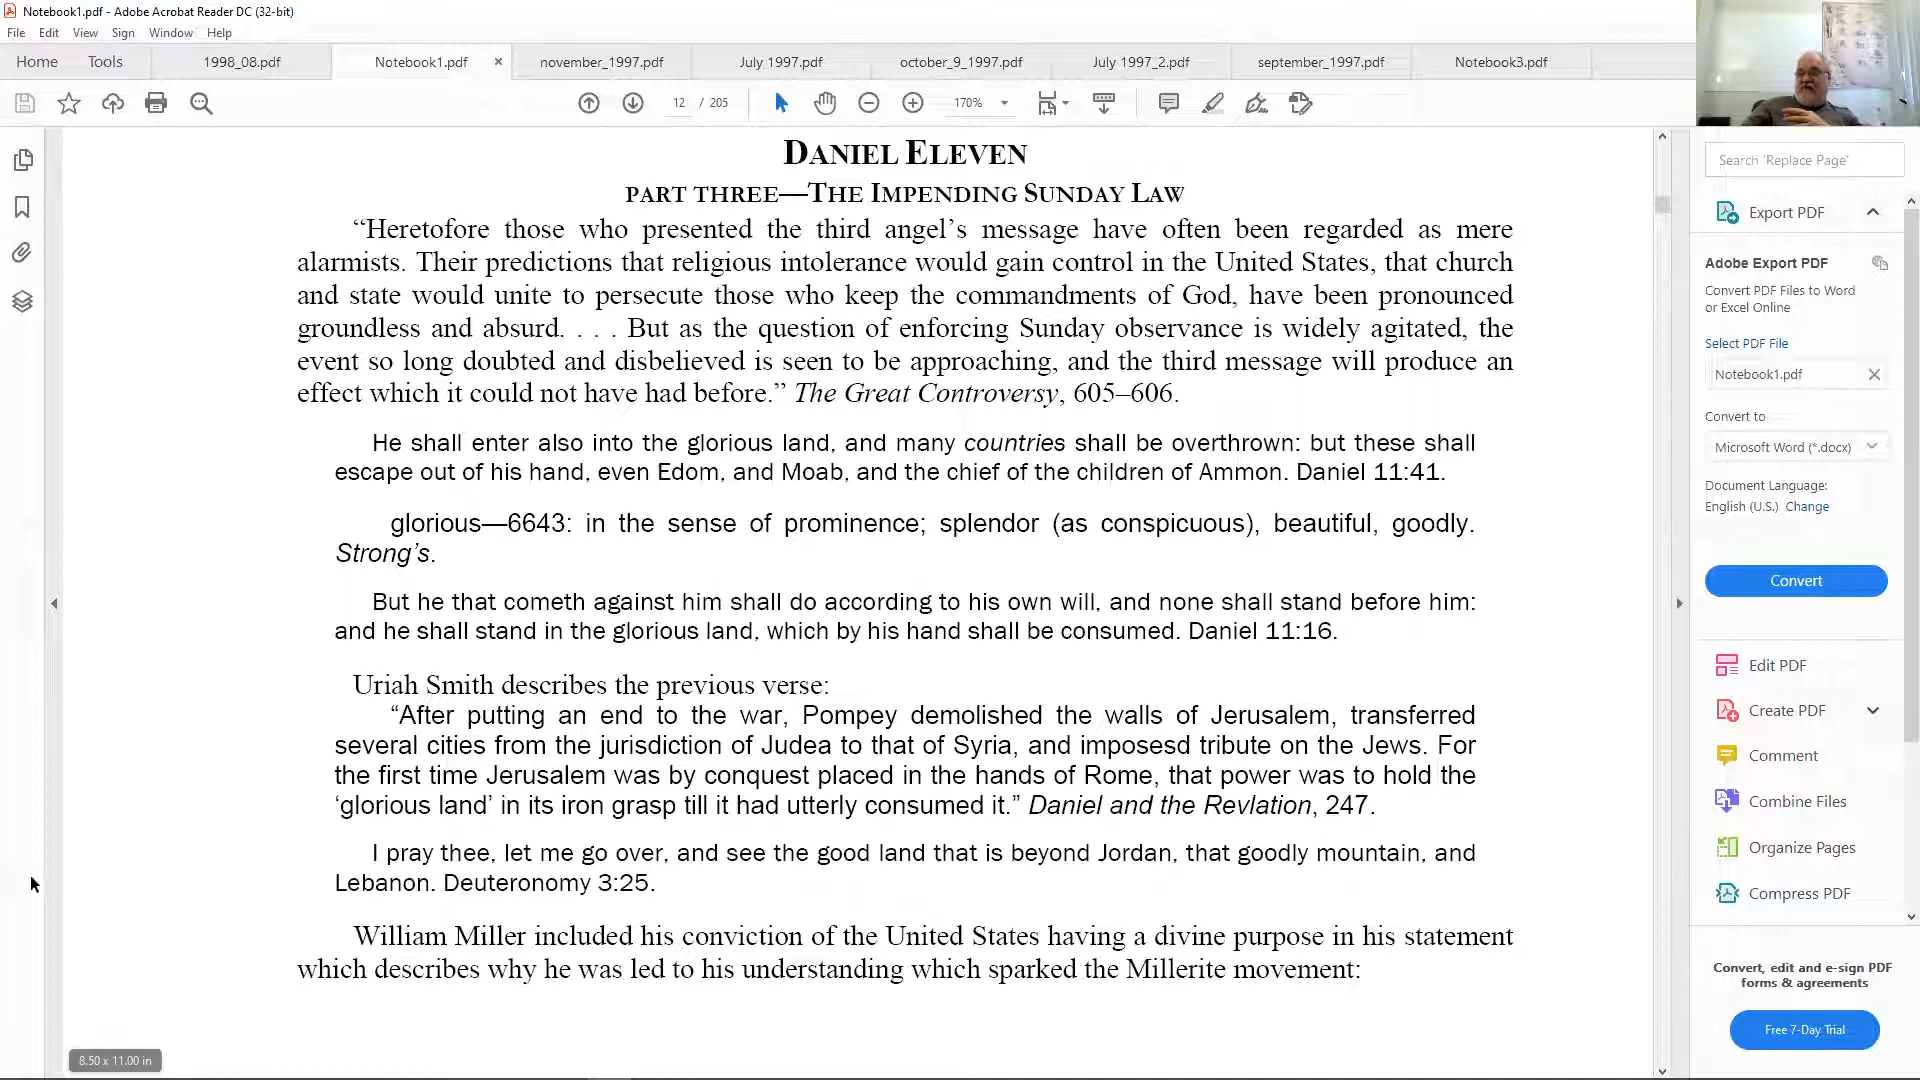 Notebook1.pdf - Adobe Acrobat Reader DC (32-bit)
File Edit View Sign Window Help
Home Tools 1998_08.pdf Notebook1.pdf × november_1997.pdf July 1997.pdf october_9_1997.pdf July 1997_2.pdf september_1997.pdf Notebook3.pdf
12 / 205 170%
DANIEL ELEVEN
PART THREE—THE IMPENDING SUNDAY LAW
“Heretofore those who presented the third angel’s message have often been regarded as mere
alarmists. Their predictions that religious intolerance would gain control in the United States, that church
and state would unite to persecute those who keep the commandments of God, have been pronounced
groundless and absurd. . . . But as the question of enforcing Sunday observance is widely agitated, the
event so long doubted and disbelieved is seen to be approaching, and the third message will produce an
effect which it could not have had before.” The Great Controversy, 605–606.
He shall enter also into the glorious land, and many countries shall be overthrown: but these shall
escape out of his hand, even Edom, and Moab, and the chief of the children of Ammon. Daniel 11:41.
glorious—6643: in the sense of prominence; splendor (as conspicuous), beautiful, goodly.
Strong’s.
But he that cometh against him shall do according to his own will, and none shall stand before him:
and he shall stand in the glorious land, which by his hand shall be consumed. Daniel 11:16.
Uriah Smith describes the previous verse:
“After putting an end to the war, Pompey demolished the walls of Jerusalem, transferred
several cities from the jurisdiction of Judea to that of Syria, and imposesd tribute on the Jews. For
the first time Jerusalem was by conquest placed in the hands of Rome, that power was to hold the
‘glorious land’ in its iron grasp till it had utterly consumed it.” Daniel and the Revlation, 247.
I pray thee, let me go over, and see the good land that is beyond Jordan, that goodly mountain, and
Lebanon. Deuteronomy 3:25.
William Miller included his conviction of the United States having a divine purpose in his statement
which describes why he was led to his understanding which sparked the Millerite movement:
8.50 x 11.00 in
Search 'Replace Page'
Export PDF
Adobe Export PDF
Convert PDF Files to Word
or Excel Online
Select PDF File
Notebook1.pdf
Convert to
Microsoft Word (*.docx)
Document Language:
English (U.S.) Change
Convert
Edit PDF
Create PDF
Comment
Combine Files
Organize Pages
Compress PDF
Convert, edit and e-sign PDF
forms & agreements
Free 7-Day Trial